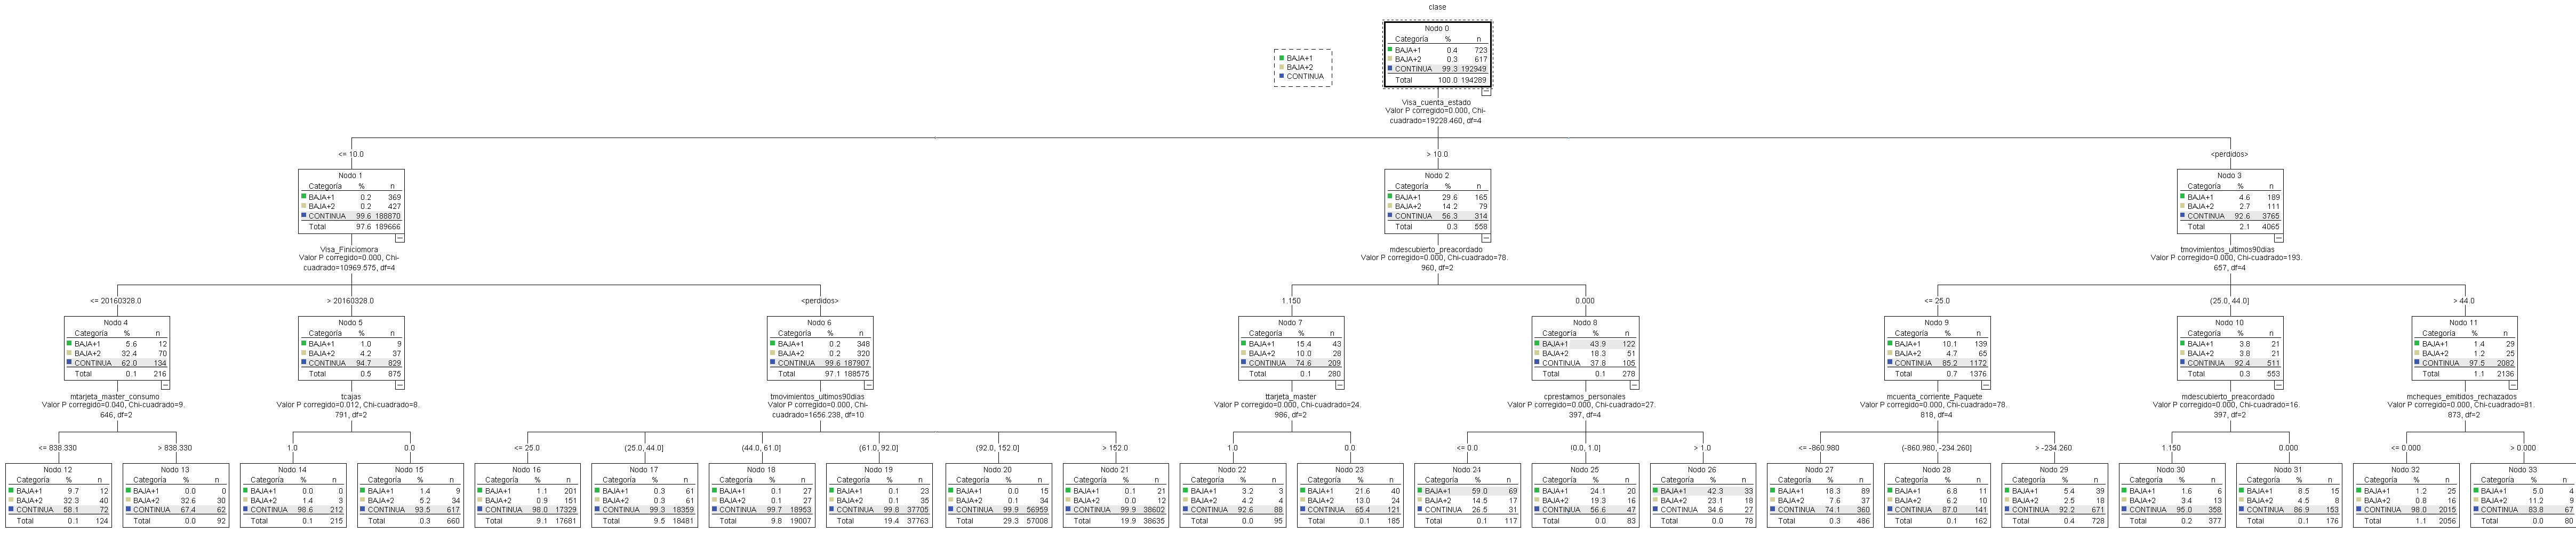 clase
Nodo 0
Categoría % n
BAJA+1 0.4 723
BAJA+2 0.3 617
CONTINUA 99.3 192949
Total 100.0 194289
BAJA+1
BAJA+2
CONTINUA
Visa_cuenta_estado
Valor P corregido=0.000, Chi-
cuadrado=19228.460, df=4
<= 10.0
> 10.0
<perdidos>
Nodo 1
Categoría % n
BAJA+1 0.2 369
BAJA+2 0.2 427
CONTINUA 99.6 188870
Total 97.6 189666
Nodo 2
Categoría % n
BAJA+1 29.6 165
BAJA+2 14.2 79
CONTINUA 56.3 314
Total 0.3 558
Nodo 3
Categoría % n
BAJA+1 4.6 189
BAJA+2 2.7 111
CONTINUA 92.6 3765
Total 2.1 4065
Visa_Finiciomora
Valor P corregido=0.000, Chi-
cuadrado=10969.575, df=4
mdescubierto_preacordado
Valor P corregido=0.000, Chi-cuadrado=78.
960, df=2
tmovimientos_ultimos90dias
Valor P corregido=0.000, Chi-cuadrado=193.
657, df=4
<= 20160328.0
> 20160328.0
<perdidos>
1.150
0.000
<= 25.0
(25.0, 44.0]
> 44.0
Nodo 4
Categoría % n
BAJA+1 5.6 12
BAJA+2 32.4 70
CONTINUA 62.0 134
Total 0.1 216
Nodo 5
Categoría % n
BAJA+1 1.0 9
BAJA+2 4.2 37
CONTINUA 94.7 829
Total 0.5 875
Nodo 6
Categoría % n
BAJA+1 0.2 348
BAJA+2 0.2 320
CONTINUA 99.6 187907
Total 97.1 188575
Nodo 7
Categoría % n
BAJA+1 15.4 43
BAJA+2 10.0 28
CONTINUA 74.6 209
Total 0.1 280
Nodo 8
Categoría % n
BAJA+1 43.9 122
BAJA+2 18.3 51
CONTINUA 37.8 105
Total 0.1 278
Nodo 9
Categoría % n
BAJA+1 10.1 139
BAJA+2 4.7 65
CONTINUA 85.2 1172
Total 0.7 1376
Nodo 10
Categoría % n
BAJA+1 3.8 21
BAJA+2 3.8 21
CONTINUA 92.4 511
Total 0.3 553
Nodo 11
Categoría % n
BAJA+1 1.4 29
BAJA+2 1.2 25
CONTINUA 97.5 2082
Total 1.1 2136
mtarjeta_master_consumo
Valor P corregido=0.040, Chi-cuadrado=9.
646, df=2
tcajas
Valor P corregido=0.012, Chi-cuadrado=8.
791, df=2
tmovimientos_ultimos90dias
Valor P corregido=0.000, Chi-
cuadrado=1656.238, df=10
ttarjeta_master
Valor P corregido=0.000, Chi-cuadrado=24.
986, df=2
cprestamos_personales
Valor P corregido=0.000, Chi-cuadrado=27.
397, df=4
mcuenta_corriente_Paquete
Valor P corregido=0.000, Chi-cuadrado=78.
818, df=4
mdescubierto_preacordado
Valor P corregido=0.000, Chi-cuadrado=16.
397, df=2
mcheques_emitidos_rechazados
Valor P corregido=0.000, Chi-cuadrado=81.
873, df=2
<= 838.330
> 838.330
1.0
0.0
<= 25.0
(25.0, 44.0]
(44.0, 61.0]
(61.0, 92.0]
(92.0, 152.0]
> 152.0
1.0
0.0
<= 0.0
(0.0, 1.0]
> 1.0
<= -860.980
(-860.980, -234.260]
> -234.260
1.150
0.000
<= 0.000
> 0.000
Nodo 12
Categoría % n
BAJA+1 9.7 12
BAJA+2 32.3 40
CONTINUA 58.1 72
Total 0.1 124
Nodo 13
Categoría % n
BAJA+1 0.0 0
BAJA+2 32.6 30
CONTINUA 67.4 62
Total 0.0 92
Nodo 14
Categoría % n
BAJA+1 0.0 0
BAJA+2 1.4 3
CONTINUA 98.6 212
Total 0.1 215
Nodo 15
Categoría % n
BAJA+1 1.4 9
BAJA+2 5.2 34
CONTINUA 93.5 617
Total 0.3 660
Nodo 16
Categoría % n
BAJA+1 1.1 201
BAJA+2 0.9 151
CONTINUA 98.0 17329
Total 9.1 17681
Nodo 17
Categoría % n
BAJA+1 0.3 61
BAJA+2 0.3 61
CONTINUA 99.3 18359
Total 9.5 18481
Nodo 18
Categoría % n
BAJA+1 0.1 27
BAJA+2 0.1 27
CONTINUA 99.7 18953
Total 9.8 19007
Nodo 19
Categoría % n
BAJA+1 0.1 23
BAJA+2 0.1 35
CONTINUA 99.8 37705
Total 19.4 37763
Nodo 20
Categoría % n
BAJA+1 0.0 15
BAJA+2 0.1 34
CONTINUA 99.9 56959
Total 29.3 57008
Nodo 21
Categoría % n
BAJA+1 0.1 21
BAJA+2 0.0 12
CONTINUA 99.9 38602
Total 19.9 38635
Nodo 22
Categoría % n
BAJA+1 3.2 3
BAJA+2 4.2 4
CONTINUA 92.6 88
Total 0.0 95
Nodo 23
Categoría % n
BAJA+1 21.6 40
BAJA+2 13.0 24
CONTINUA 65.4 121
Total 0.1 185
Nodo 24
Categoría % n
BAJA+1 59.0 69
BAJA+2 14.5 17
CONTINUA 26.5 31
Total 0.1 117
Nodo 25
Categoría % n
BAJA+1 24.1 20
BAJA+2 19.3 16
CONTINUA 56.6 47
Total 0.0 83
Nodo 26
Categoría % n
BAJA+1 42.3 33
BAJA+2 23.1 18
CONTINUA 34.6 27
Total 0.0 78
Nodo 27
Categoría % n
BAJA+1 18.3 89
BAJA+2 7.6 37
CONTINUA 74.1 360
Total 0.3 486
Nodo 28
Categoría % n
BAJA+1 6.8 11
BAJA+2 6.2 10
CONTINUA 87.0 141
Total 0.1 162
Nodo 29
Categoría % n
BAJA+1 5.4 39
BAJA+2 2.5 18
CONTINUA 92.2 671
Total 0.4 728
Nodo 30
Categoría % n
BAJA+1 1.6 6
BAJA+2 3.4 13
CONTINUA 95.0 358
Total 0.2 377
Nodo 31
Categoría % n
BAJA+1 8.5 15
BAJA+2 4.5 8
CONTINUA 86.9 153
Total 0.1 176
Nodo 32
Categoría % n
BAJA+1 1.2 25
BAJA+2 0.8 16
CONTINUA 98.0 2015
Total 1.1 2056
Nodo 33
Categoría % n
BAJA+1 5.0 4
BAJA+2 11.2 9
CONTINUA 83.8 67
Total 0.0 80